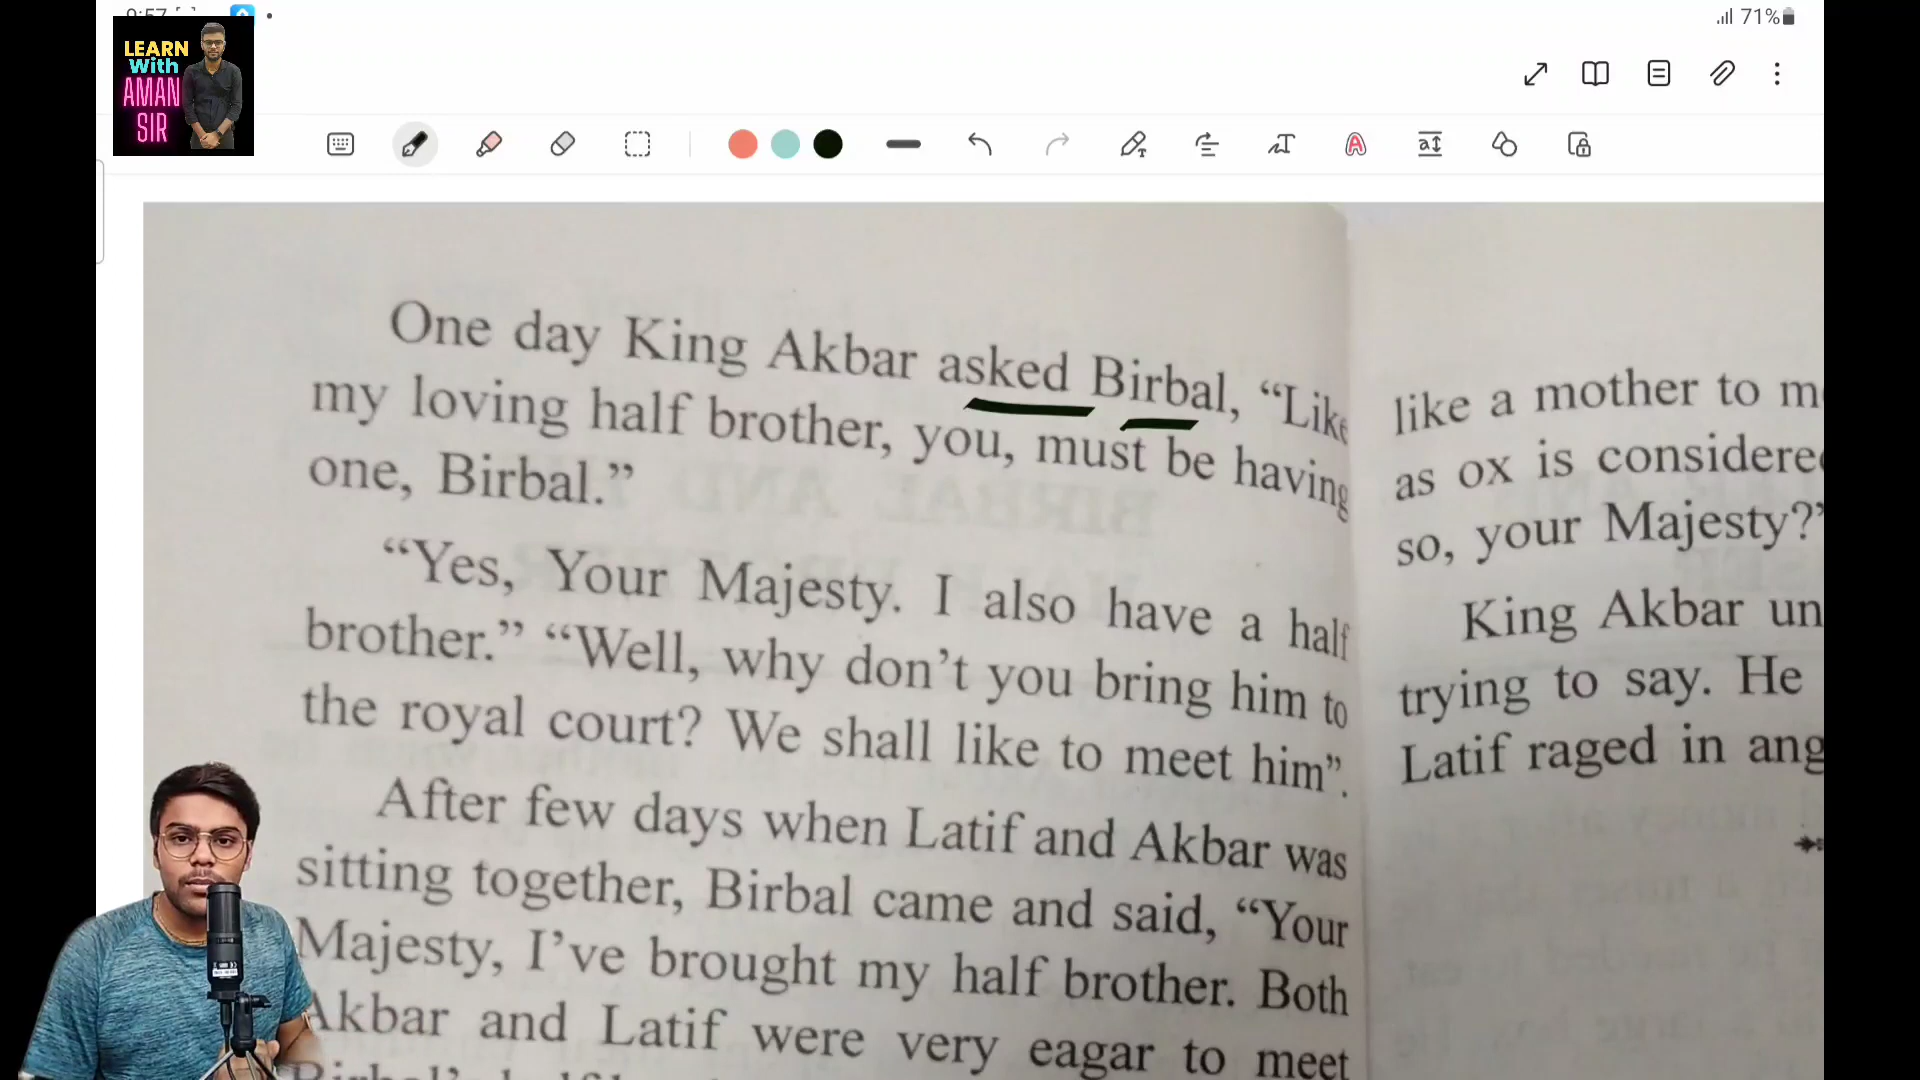 9:57
71%
LEARN
With
AMAN
SIR
One day King Akbar asked Birbal, “Like
my loving half brother, you, must be having
one, Birbal.”
“Yes, Your Majesty. I also have a half
brother.” “Well, why don’t you bring him to
the royal court? We shall like to meet him”.
After few days when Latif and Akbar was
sitting together, Birbal came and said, “Your
Majesty, I’ve brought my half brother. Both
Akbar and Latif were very eagar to meet
like a mother to
as ox is considered
so, your Majesty?”
King Akbar un
trying to say. He
Latif raged in ang